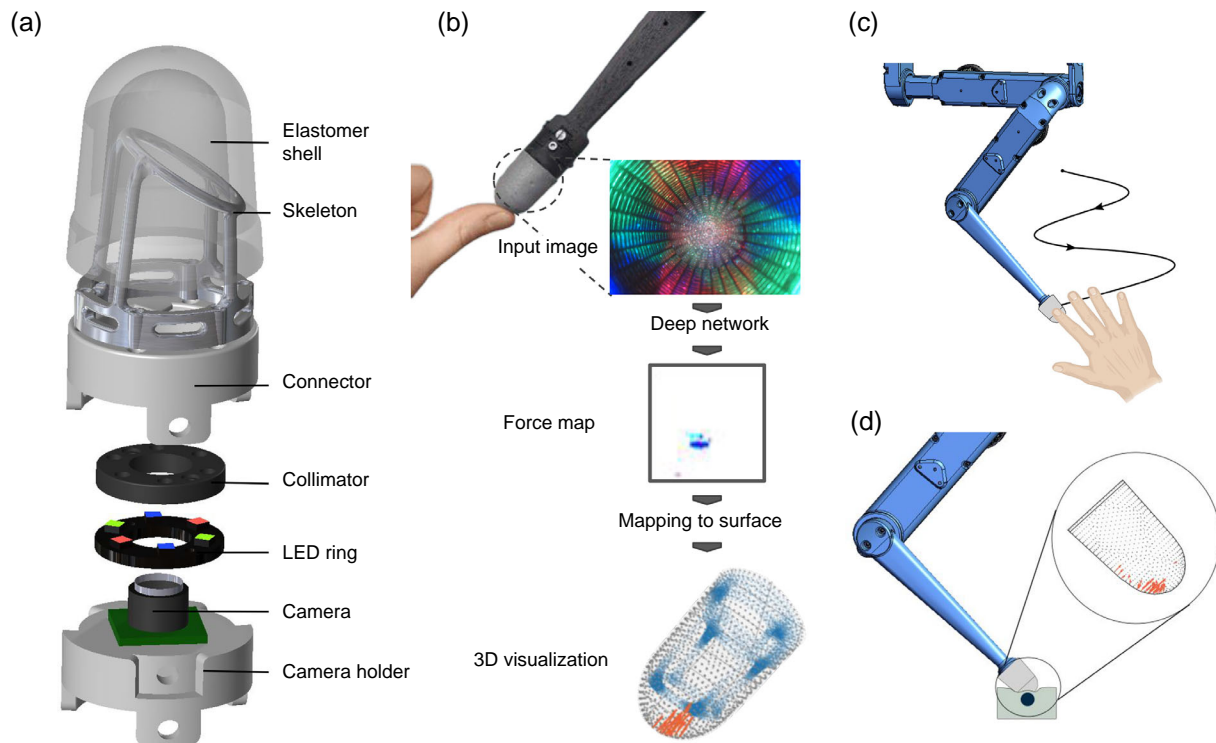 (a)
Elastomer
shell
Skeleton
Connector
Collimator
LED ring
Camera
Camera holder
(b)
Input image
Deep network
Force map
Mapping to surface
3D visualization
(c)
(d)